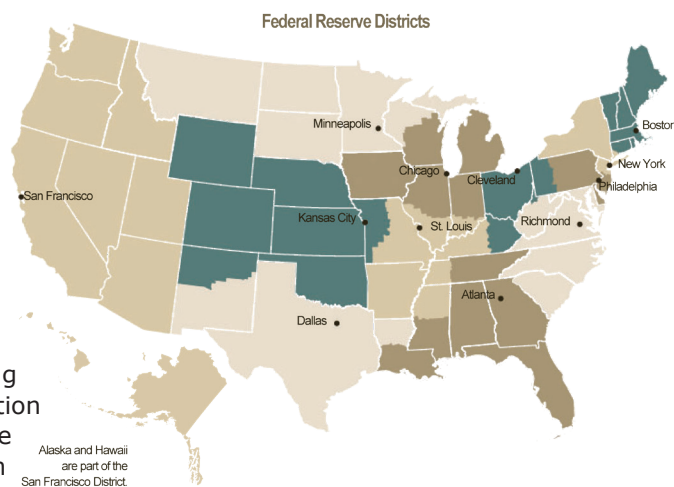 Federal Reserve Districts
Minneapolis
Boston
Chicago
Cleveland
New York
Philadelphia
San Francisco
Kansas City
St. Louis
Richmond
Atlanta
Dallas
Alaska and Hawaii
are part of the
San Francisco District.